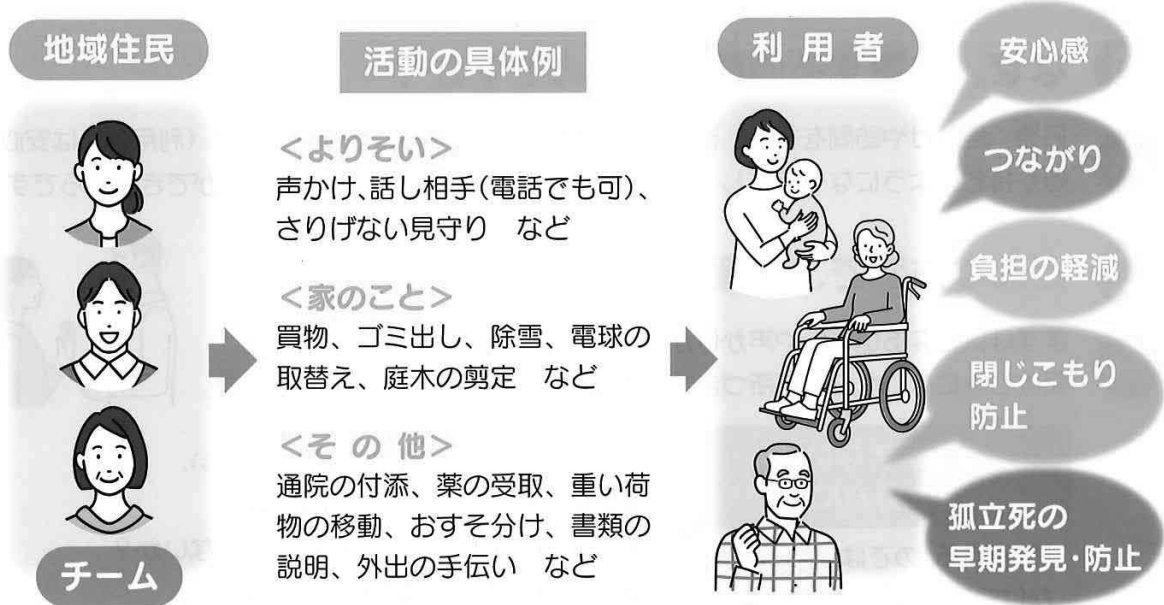 地域住民
チーム
活動の具体例
<よりそい>
声かけ、話し相手(電話でも可)、
さりげない見守り など
<家のこと>
買物、ゴミ出し、除雪、電球の
取替え、庭木の剪定 など
<その他>
通院の付添、薬の受取、重い荷
物の移動、おすそ分け、書類の
説明、外出の手伝い など
利用者
安心感
つながり
負担の軽減
閉じこもり
防止
孤立死の
早期発見・防止